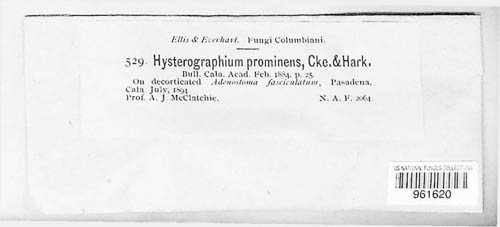 Ellis & Everhart. Fungi Columbiani.
529. Hysterographium prominens, Cke.&Hark.
Bull. Cala. Acad. Feb. 1884, p. 25.
On decorticated Adenostoma fasciculatum, Pasadena,
Cala. July, 1894.
Prof. A. J. McClatchie. N. A. F. 2064.
US NATIONAL FUNGUS COLLECTIONS
961620